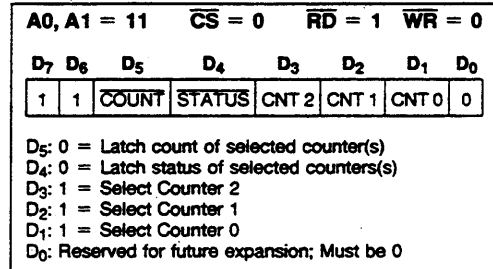 A0, A1 = 11 CS = 0 RD = 1 WR = 0
D7 D6 D5 D4 D3 D2 D1 D0
1 1 COUNT STATUS CNT 2 CNT 1 CNT 0 0
D5: 0 = Latch count of selected counter(s)
D4: 0 = Latch status of selected counters(s)
D3: 1 = Select Counter 2
D2: 1 = Select Counter 1
D1: 1 = Select Counter 0
D0: Reserved for future expansion; Must be 0